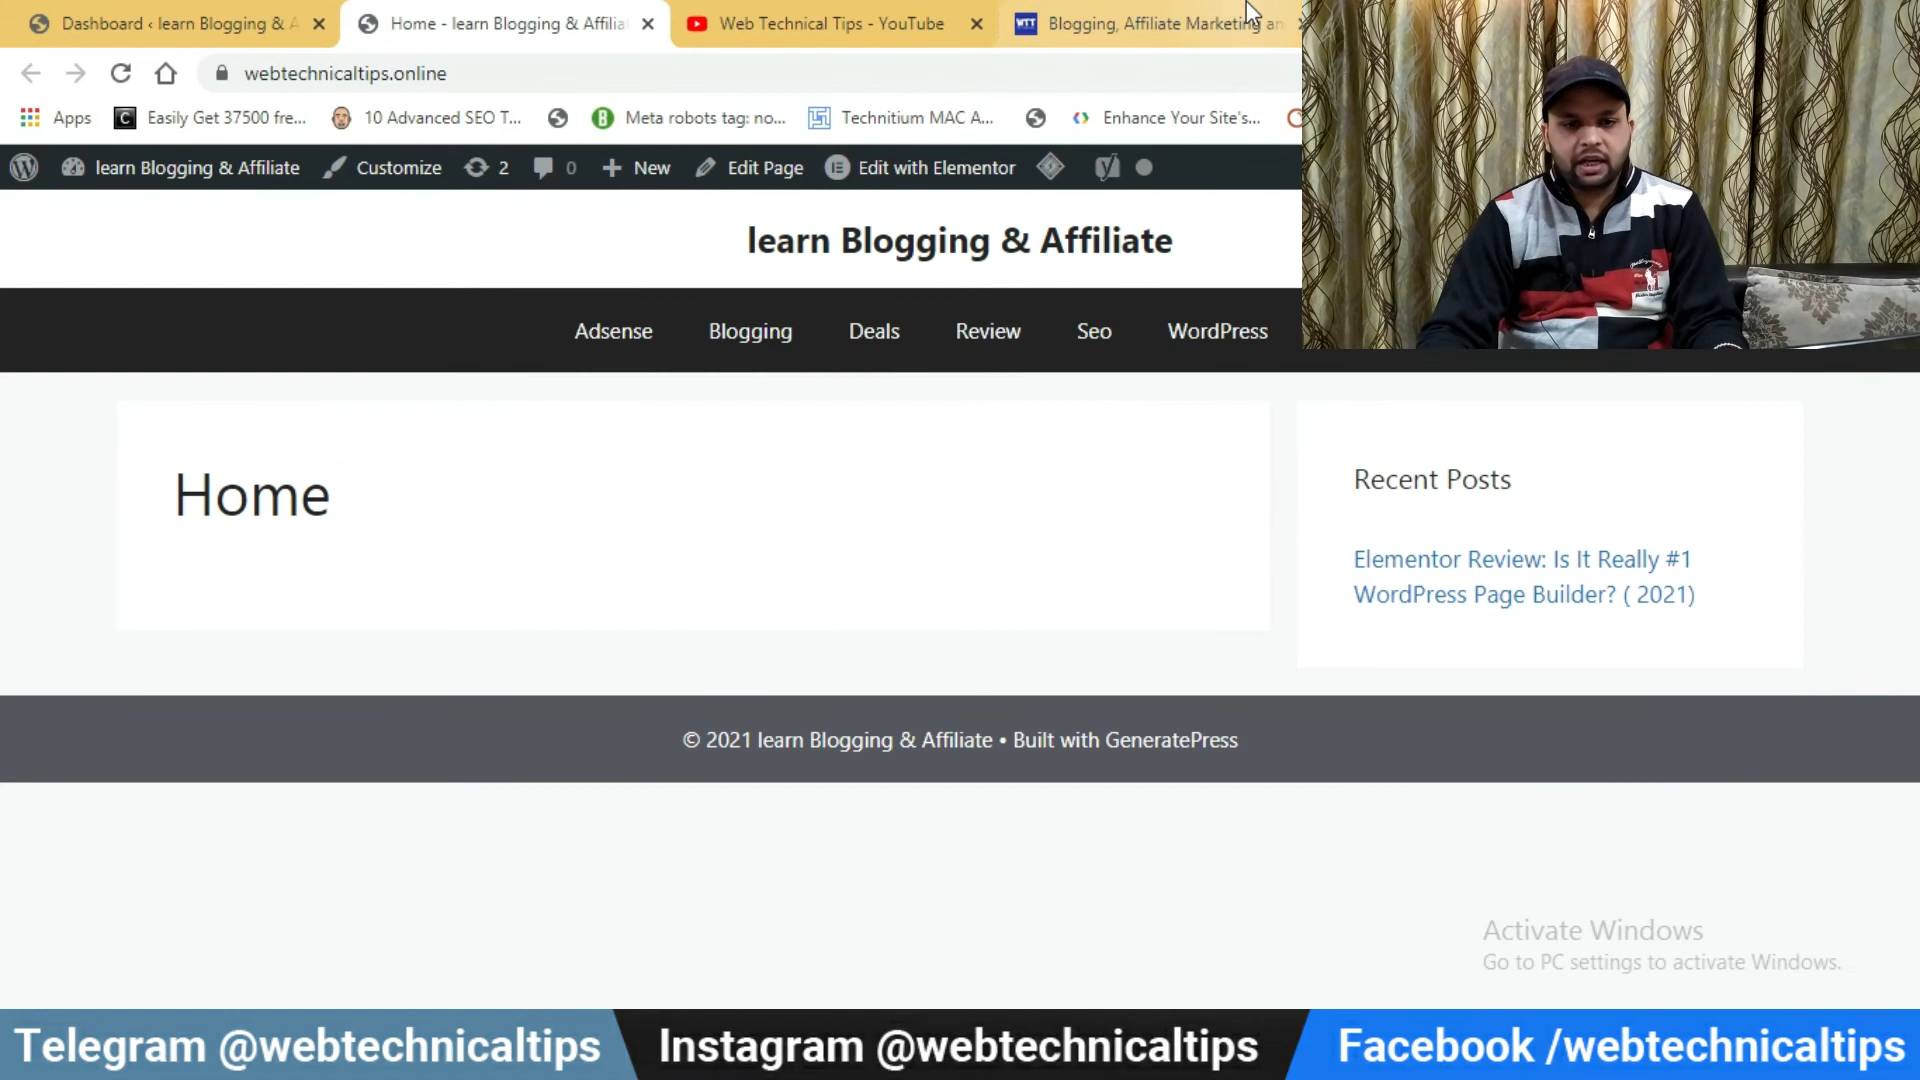 Dashboard ‹ learn Blogging & A
Home - learn Blogging & Affilia
Web Technical Tips - YouTube
WTT
Blogging, Affiliate Marketing an
webtechnicaltips.online
Apps
C
Easily Get 37500 fre...
10 Advanced SEO T...
Meta robots tag: no...
Technitium MAC A...
Enhance Your Site's...
learn Blogging & Affiliate
Customize
2
0
New
Edit Page
Edit with Elementor
learn Blogging & Affiliate
Adsense
Blogging
Deals
Review
Seo
WordPress
Home
Recent Posts
Elementor Review: Is It Really #1
WordPress Page Builder? ( 2021)
© 2021 learn Blogging & Affiliate • Built with GeneratePress
Activate Windows
Go to PC settings to activate Windows.
Telegram @webtechnicaltips
Instagram @webtechnicaltips
Facebook /webtechnicaltips